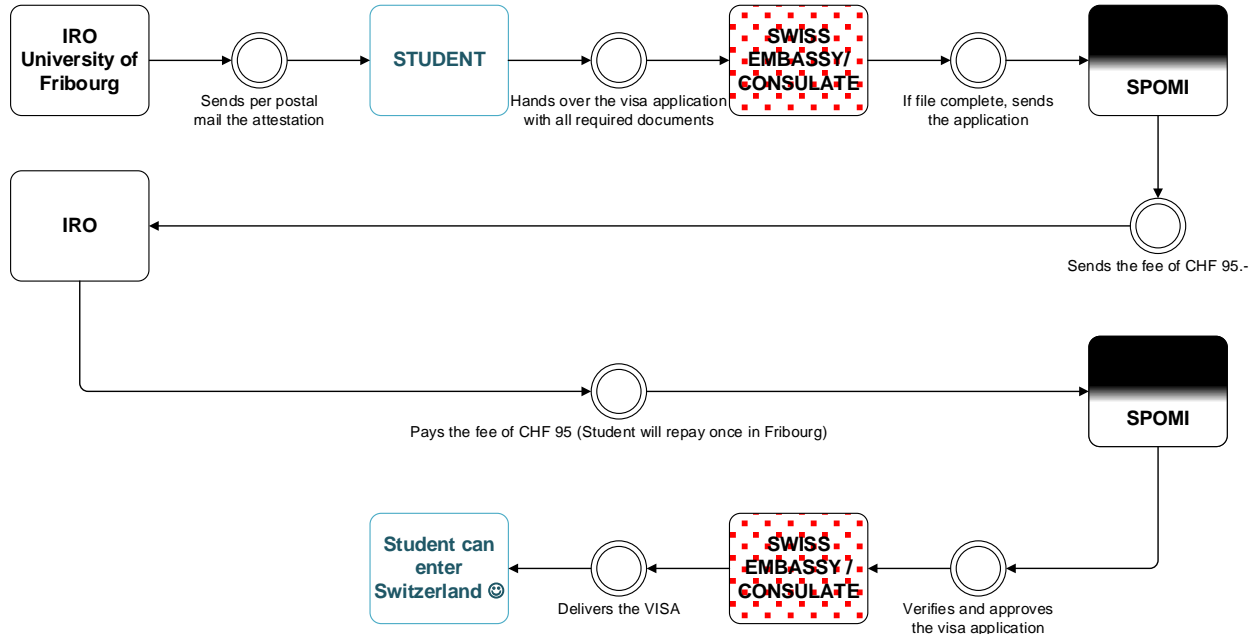 IRO
University of
Fribourg
Sends per postal
mail the attestation
STUDENT
Hands over the visa application
with all required documents
SWISS
EMBASSY/
CONSULATE
If file complete, sends
the application
SPOMI
IRO
Sends the fee of CHF 95.-
Pays the fee of CHF 95 (Student will repay once in Fribourg)
SPOMI
Student can
enter
Switzerland ☺
Delivers the VISA
SWISS
EMBASSY /
CONSULATE
Verifies and approves
the visa application